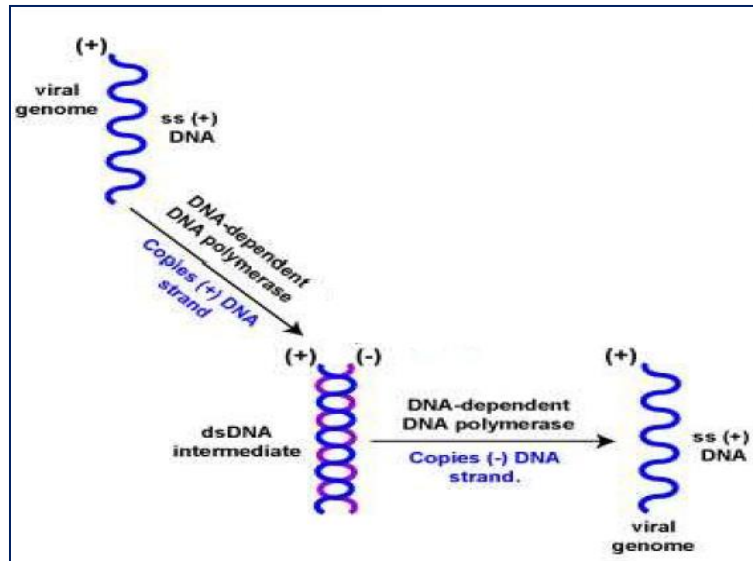 (+)
viral
genome
ss (+)
DNA
DNA-dependent
DNA polymerase
Copies (+) DNA
strand
(+) (-)
dsDNA
intermediate
DNA-dependent
DNA polymerase
Copies (-) DNA
strand.
(+)
ss (+)
DNA
viral
genome